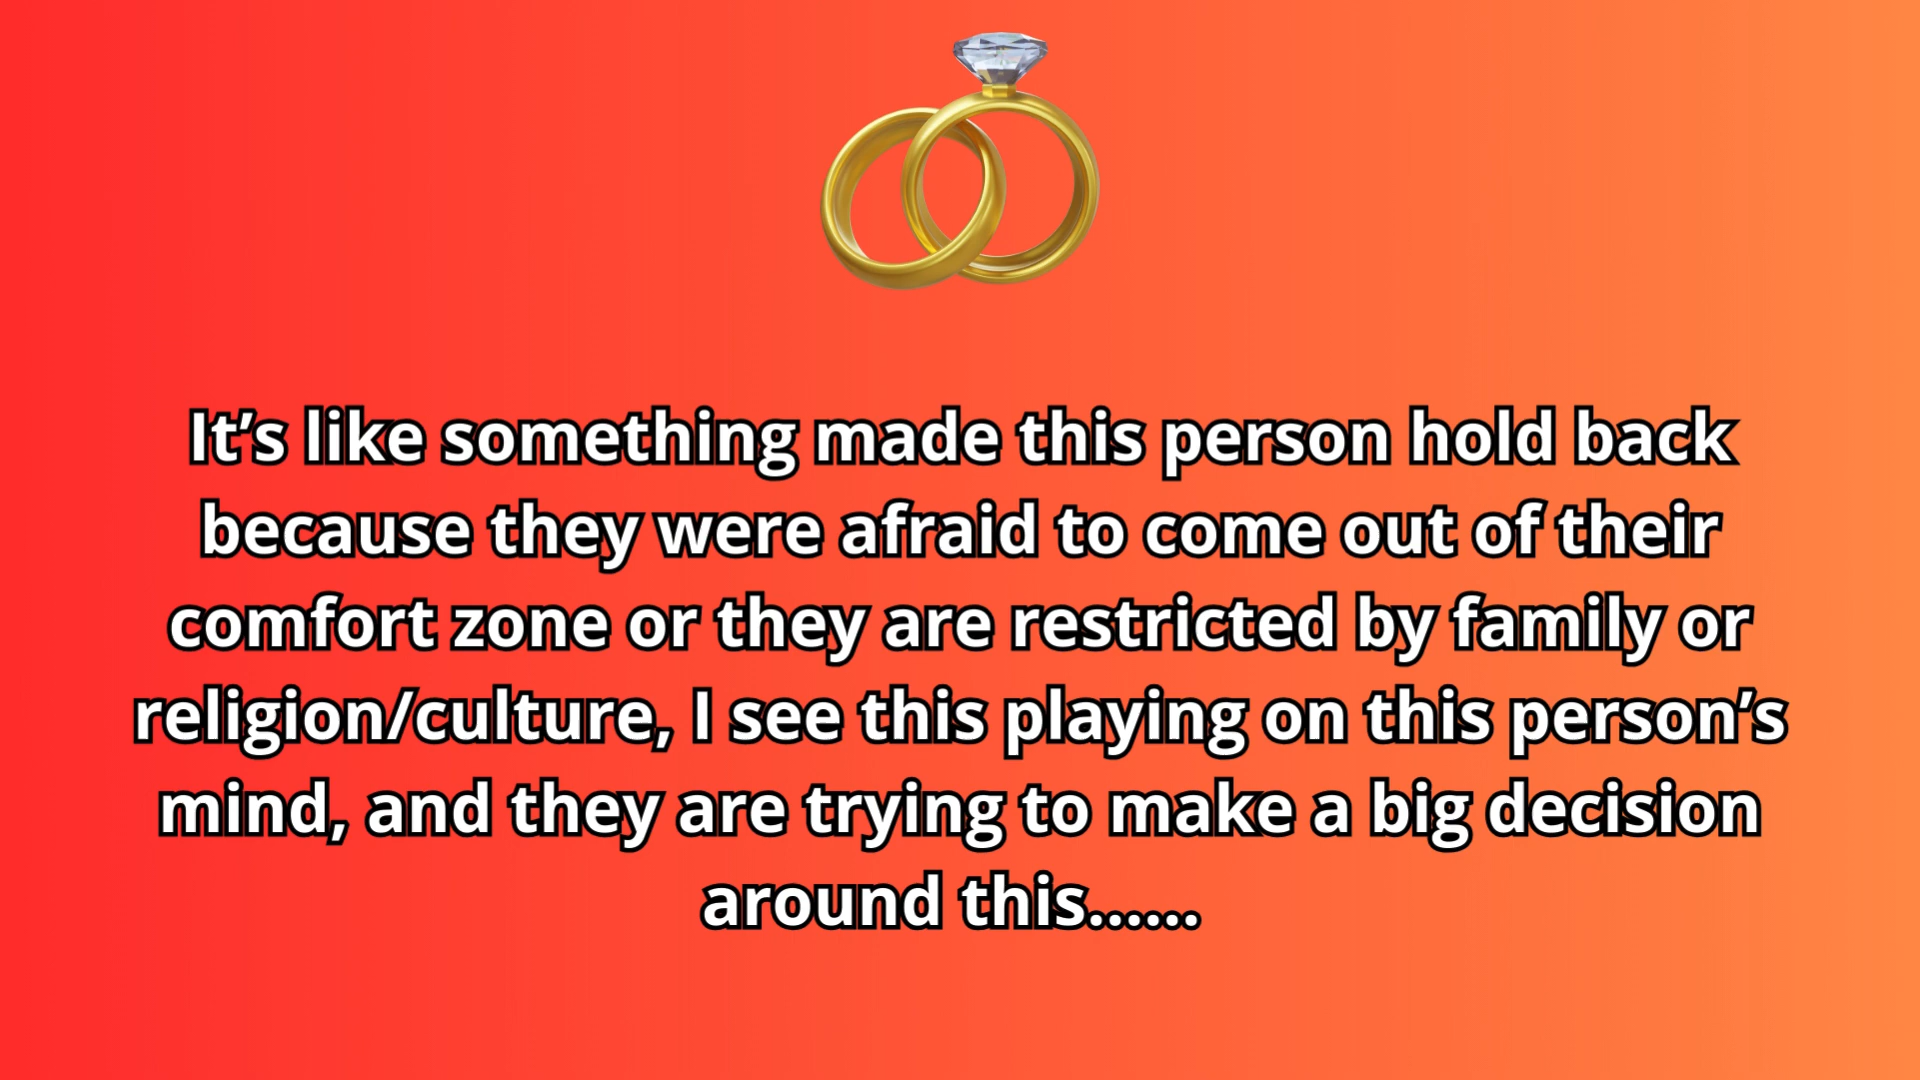 It’s like something made this person hold back
because they were afraid to come out of their
comfort zone or they are restricted by family or
religion/culture, I see this playing on this person’s
mind, and they are trying to make a big decision
around this......